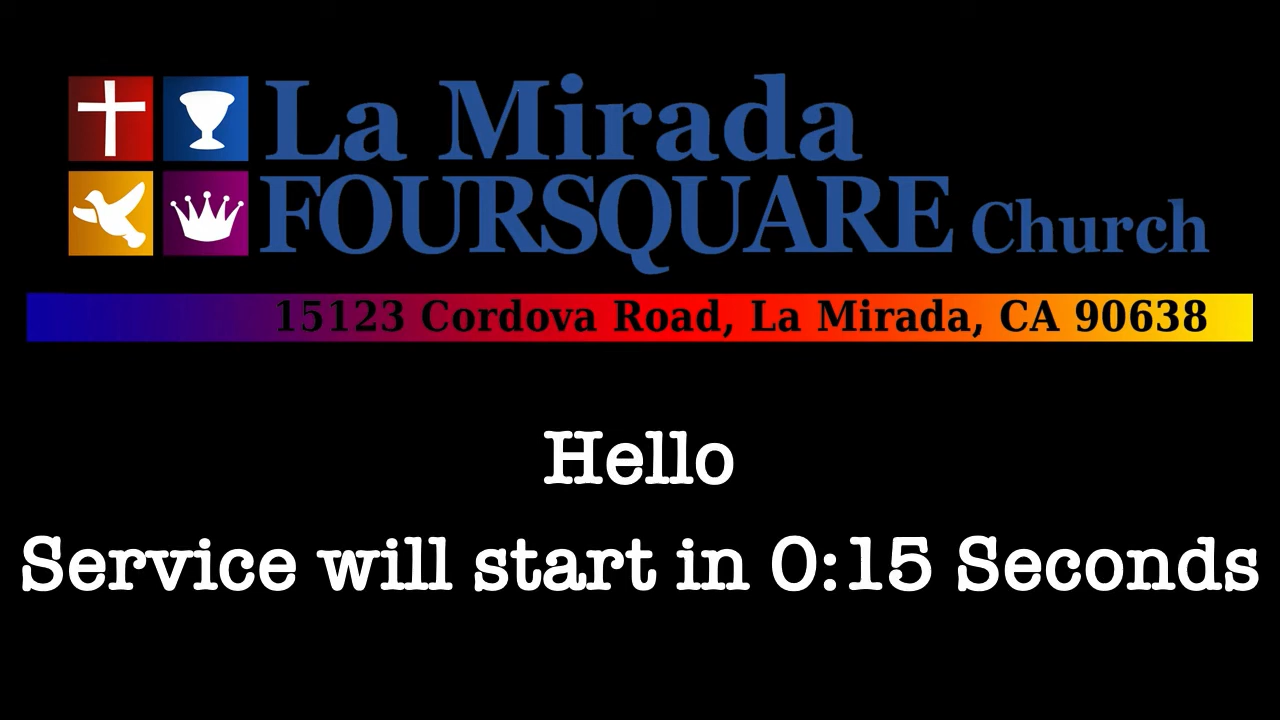 La Mirada
FOURSQUARE Church
15123 Cordova Road, La Mirada, CA 90638
Hello
Service will start in 0:15 Seconds